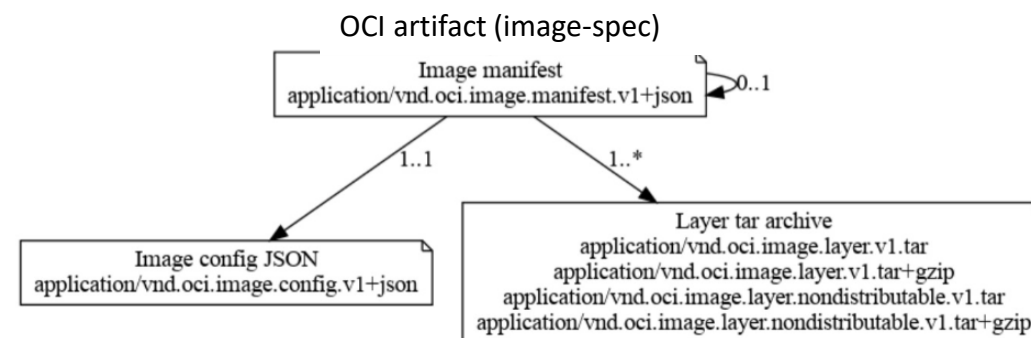 OCI artifact (image-spec)
Image manifest
application/vnd.oci.image.manifest.v1+json
0..1
1..1
1..*
Image config JSON
application/vnd.oci.image.config.v1+json
Layer tar archive
application/vnd.oci.image.layer.v1.tar
application/vnd.oci.image.layer.v1.tar+gzip
application/vnd.oci.image.layer.nondistributable.v1.tar
application/vnd.oci.image.layer.nondistributable.v1.tar+gzip